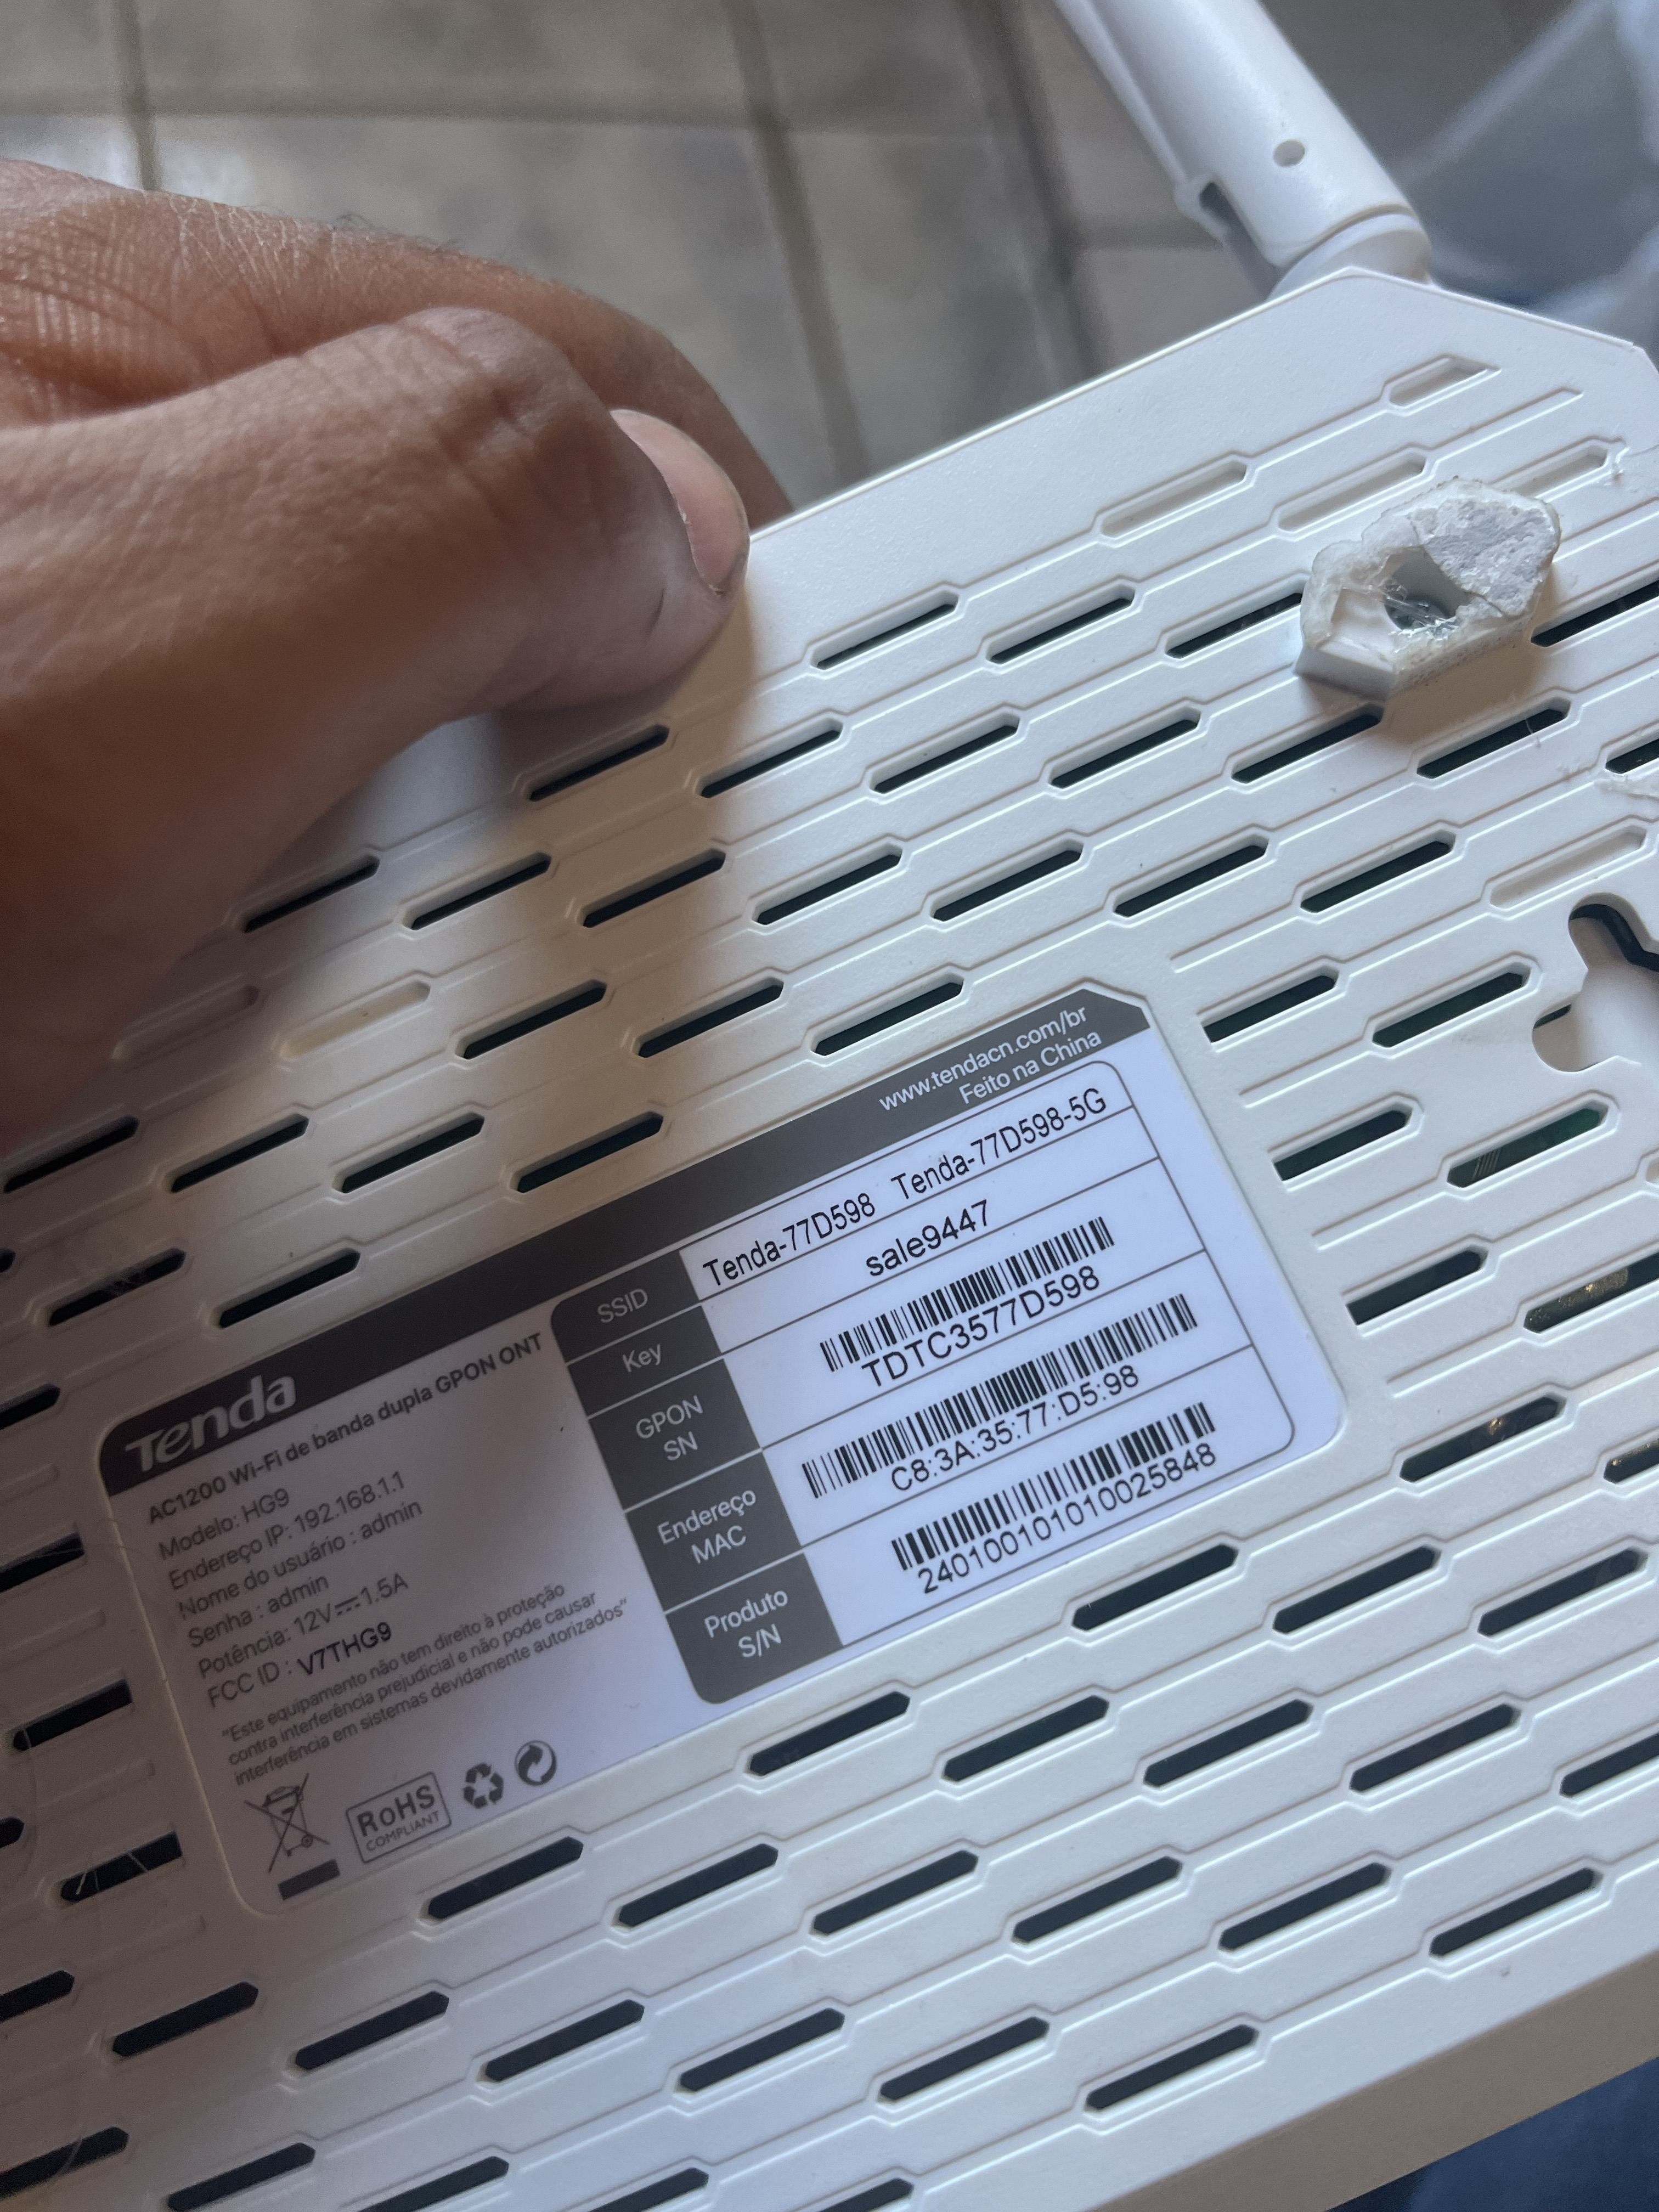 www.tendacn.com/br
Feito na China
Tenda
AC1200 Wi-Fi de banda dupla GPON ONT
Modelo: HG9
Endereço IP: 192.168.1.1
Nome do usuário : admin
Senha : admin
Potência: 12V⎓1.5A
FCC ID : V7THG9
"Este equipamento não tem direito à proteção
contra interferência prejudicial e não pode causar
interferência em sistemas devidamente autorizados"
RoHS
COMPLIANT
SSID
Tenda-77D598 Tenda-77D598-5G
Key
sale9447
GPON
SN
TDTC3577D598
Endereço
MAC
C8:3A:35:77:D5:98
Produto
S/N
240100101010025848